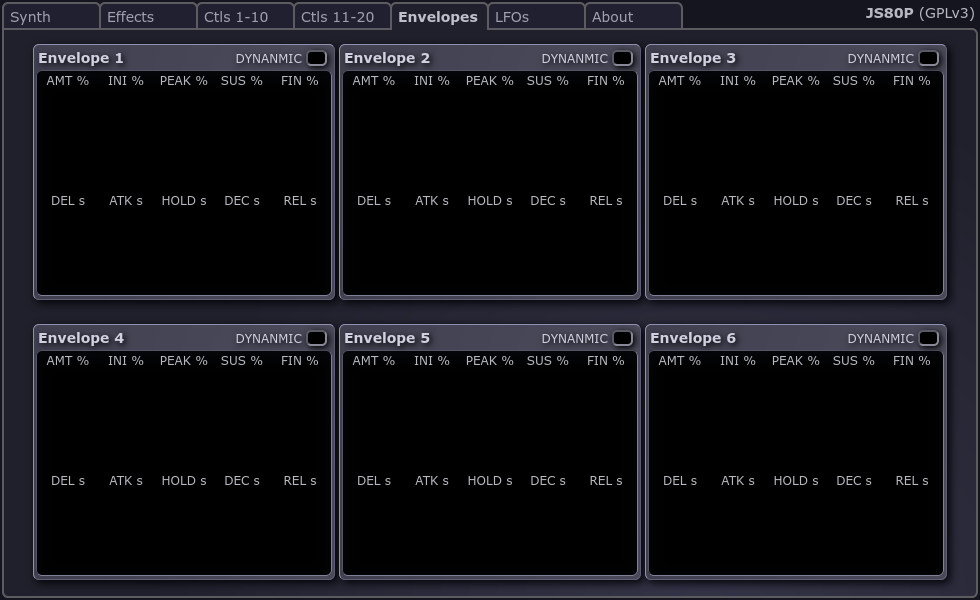 Synth Effects Ctls 1-10 Ctls 11-20 Envelopes LFOs About JS80P (GPLv3)
Envelope 1 DYNANMIC Envelope 2 DYNANMIC Envelope 3 DYNANMIC
AMT % INI % PEAK % SUS % FIN % AMT % INI % PEAK % SUS % FIN % AMT % INI % PEAK % SUS % FIN %
DEL s ATK s HOLD s DEC s REL s DEL s ATK s HOLD s DEC s REL s DEL s ATK s HOLD s DEC s REL s
Envelope 4 DYNANMIC Envelope 5 DYNANMIC Envelope 6 DYNANMIC
AMT % INI % PEAK % SUS % FIN % AMT % INI % PEAK % SUS % FIN % AMT % INI % PEAK % SUS % FIN %
DEL s ATK s HOLD s DEC s REL s DEL s ATK s HOLD s DEC s REL s DEL s ATK s HOLD s DEC s REL s